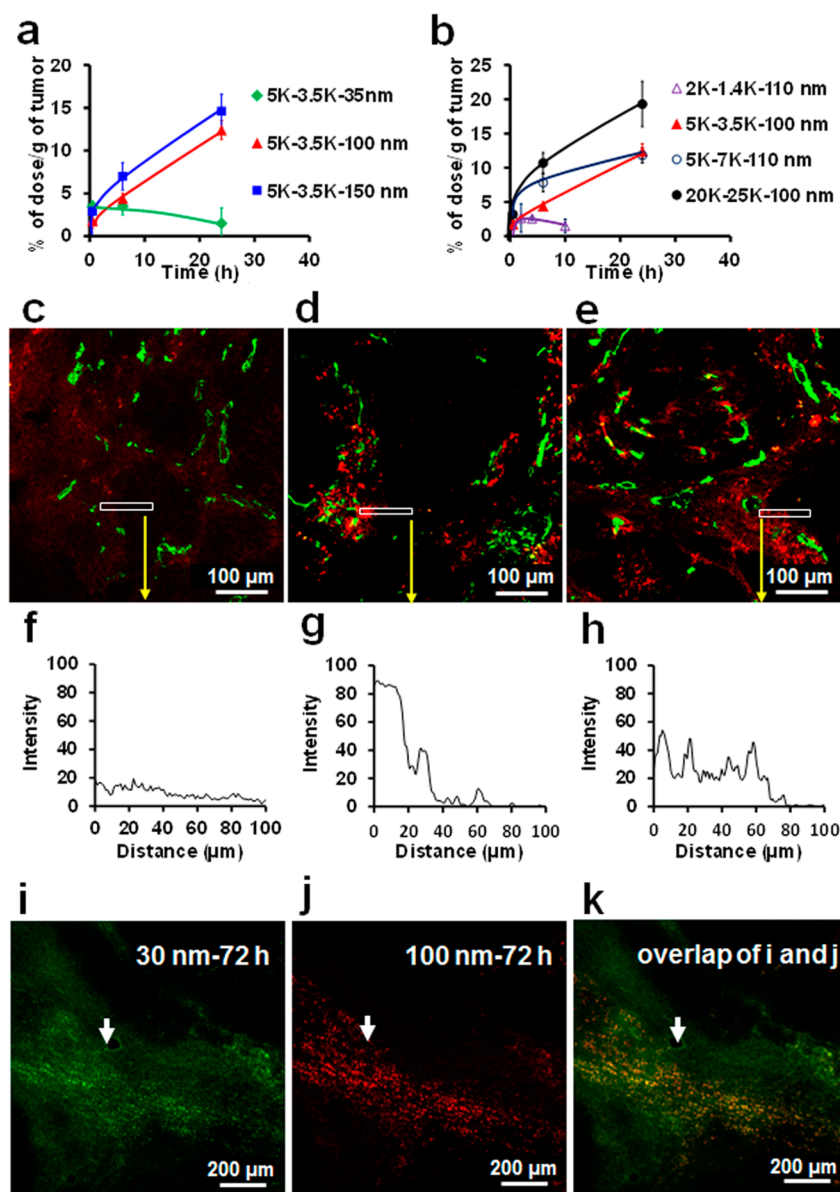 a
20
15
10
5
0
0 10 20 30 40
% of dose/g of tumor
Time (h)
5K-3.5K-35nm
5K-3.5K-100 nm
5K-3.5K-150 nm
b
25
20
15
10
5
0
0 10 20 30 40
% of dose/g of tumor
Time (h)
2K-1.4K-110 nm
5K-3.5K-100 nm
5K-7K-110 nm
20K-25K-100 nm
c
100 µm
d
100 µm
e
100 µm
f
100
80
60
40
20
0
0 20 40 60 80 100
Intensity
Distance (µm)
g
100
80
60
40
20
0
0 20 40 60 80 100
Intensity
Distance (µm)
h
100
80
60
40
20
0
0 20 40 60 80 100
Intensity
Distance (µm)
i
30 nm-72 h
200 µm
j
100 nm-72 h
200 µm
k
overlap of i and j
200 µm